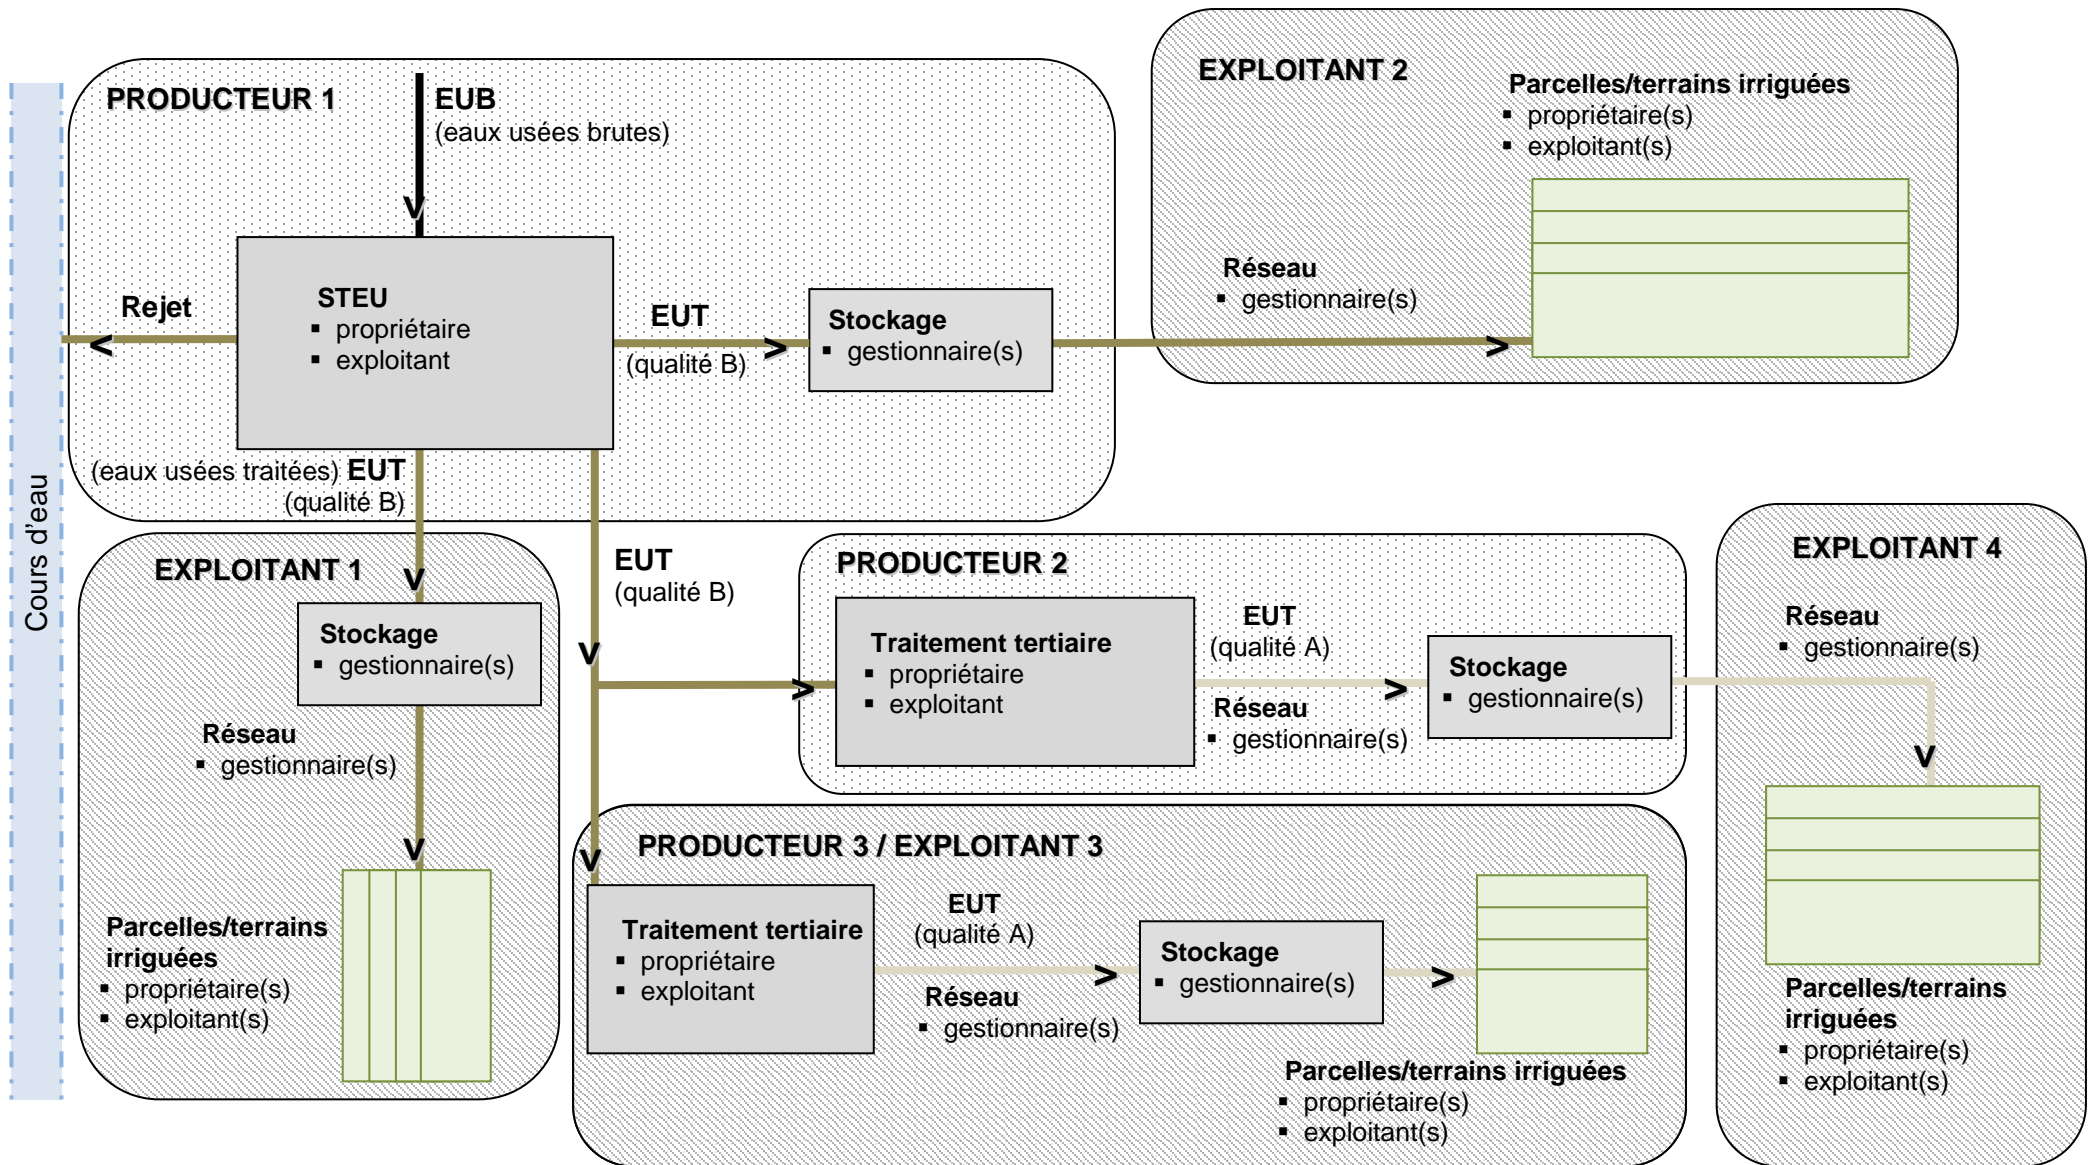 Cours d'eau
PRODUCTEUR 1
EUB
(eaux usées brutes)
STEU
▪ propriétaire
▪ exploitant
Rejet
EUT
(qualité B)
Stockage
▪ gestionnaire(s)
(eaux usées traitées) EUT
(qualité B)
EXPLOITANT 2
Parcelles/terrains irriguées
▪ propriétaire(s)
▪ exploitant(s)
Réseau
▪ gestionnaire(s)
EXPLOITANT 1
Stockage
▪ gestionnaire(s)
Réseau
▪ gestionnaire(s)
Parcelles/terrains
irriguées
▪ propriétaire(s)
▪ exploitant(s)
EUT
(qualité B)
PRODUCTEUR 2
Traitement tertiaire
▪ propriétaire
▪ exploitant
EUT
(qualité A)
Réseau
▪ gestionnaire(s)
Stockage
▪ gestionnaire(s)
EXPLOITANT 4
Réseau
▪ gestionnaire(s)
Parcelles/terrains
irriguées
▪ propriétaire(s)
▪ exploitant(s)
PRODUCTEUR 3 / EXPLOITANT 3
Traitement tertiaire
▪ propriétaire
▪ exploitant
EUT
(qualité A)
Réseau
▪ gestionnaire(s)
Stockage
▪ gestionnaire(s)
Parcelles/terrains irriguées
▪ propriétaire(s)
▪ exploitant(s)